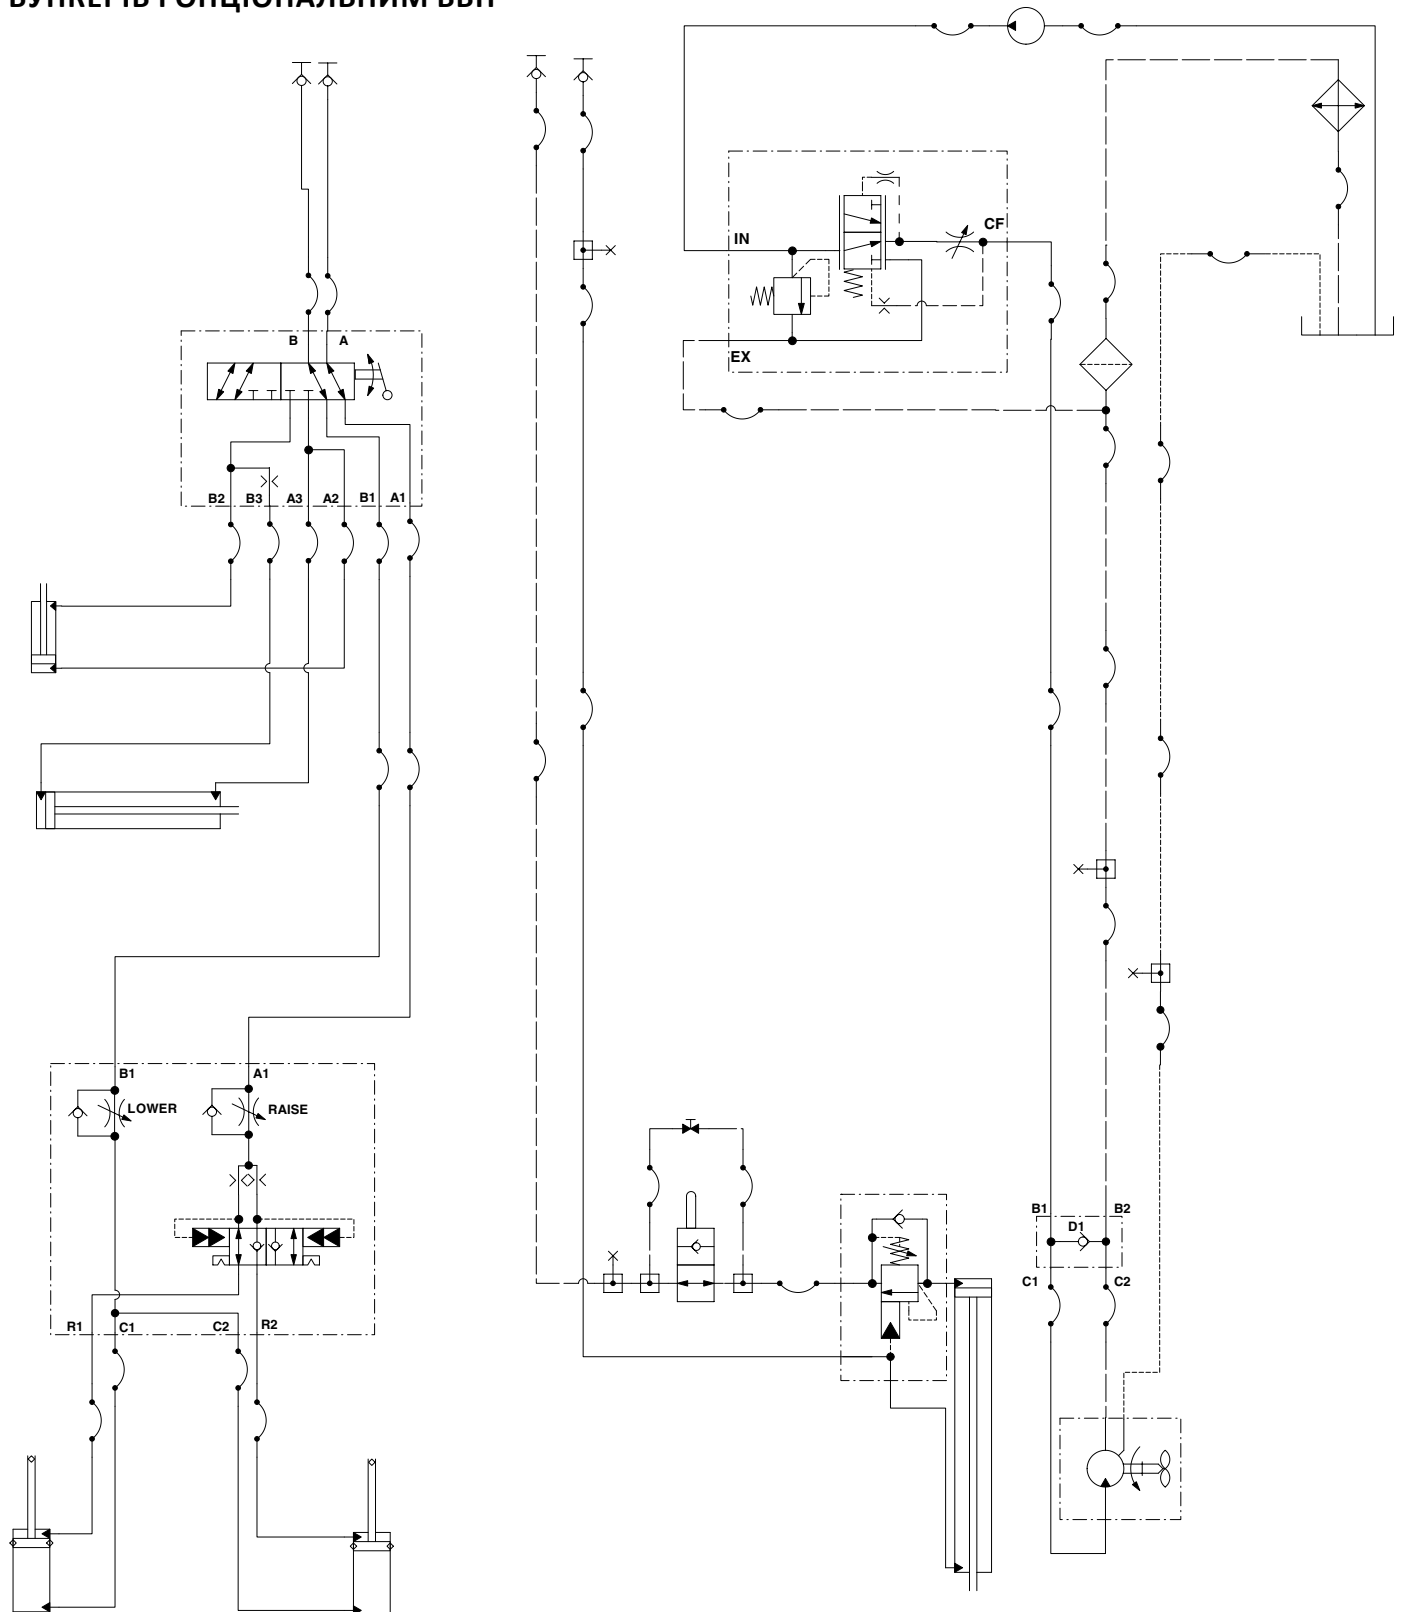 B A
B2 B3 A3 A2 B1 A1
IN
CF
EX
B1 A1
LOWER RAISE
R1 C1 C2 R2
B1 B2
D1
C1 C2